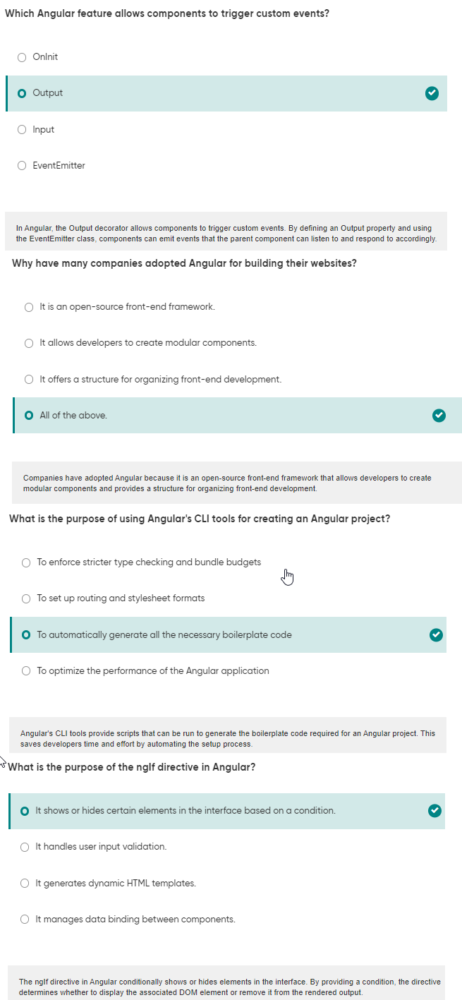 Which Angular feature allows components to trigger custom events?
OnInit
Output
Input
EventEmitter
In Angular, the Output decorator allows components to trigger custom events. By defining an Output property and using
the EventEmitter class, components can emit events that the parent component can listen to and respond to accordingly.
Why have many companies adopted Angular for building their websites?
It is an open-source front-end framework.
It allows developers to create modular components.
It offers a structure for organizing front-end development.
All of the above.
Companies have adopted Angular because it is an open-source front-end framework that allows developers to create
modular components and provides a structure for organizing front-end development.
What is the purpose of using Angular's CLI tools for creating an Angular project?
To enforce stricter type checking and bundle budgets
To set up routing and stylesheet formats
To automatically generate all the necessary boilerplate code
To optimize the performance of the Angular application
Angular's CLI tools provide scripts that can be run to generate the boilerplate code required for an Angular project. This
saves developers time and effort by automating the setup process.
What is the purpose of the ngIf directive in Angular?
It shows or hides certain elements in the interface based on a condition.
It handles user input validation.
It generates dynamic HTML templates.
It manages data binding between components.
The ngIf directive in Angular conditionally shows or hides elements in the interface. By providing a condition, the directive
determines whether to display the associated DOM element or remove it from the rendered output.